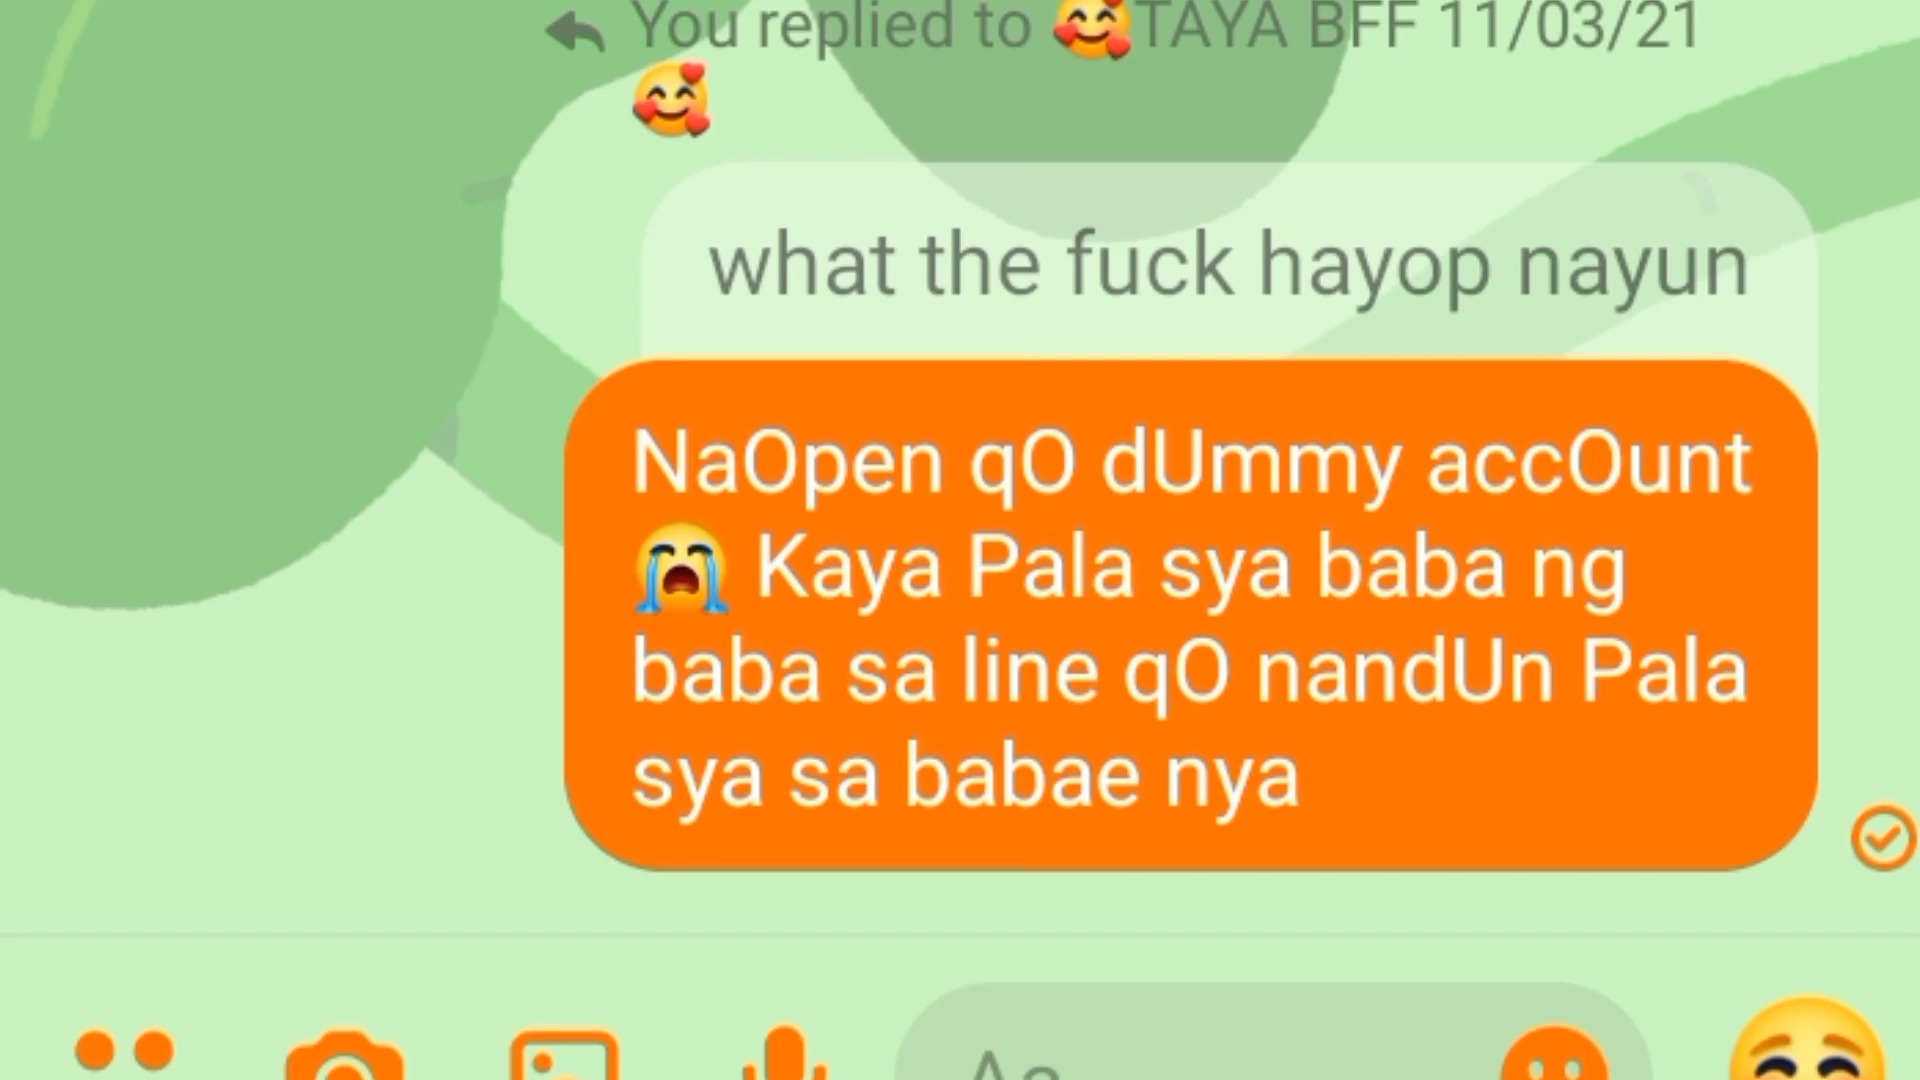 You replied to 🥰TAYA BFF 11/03/21
🥰
what the fuck hayop nayun
NaOpen qO dUmmy accOunt
😭 Kaya Pala sya baba ng
baba sa line qO nandUn Pala
sya sa babae nya
Aa